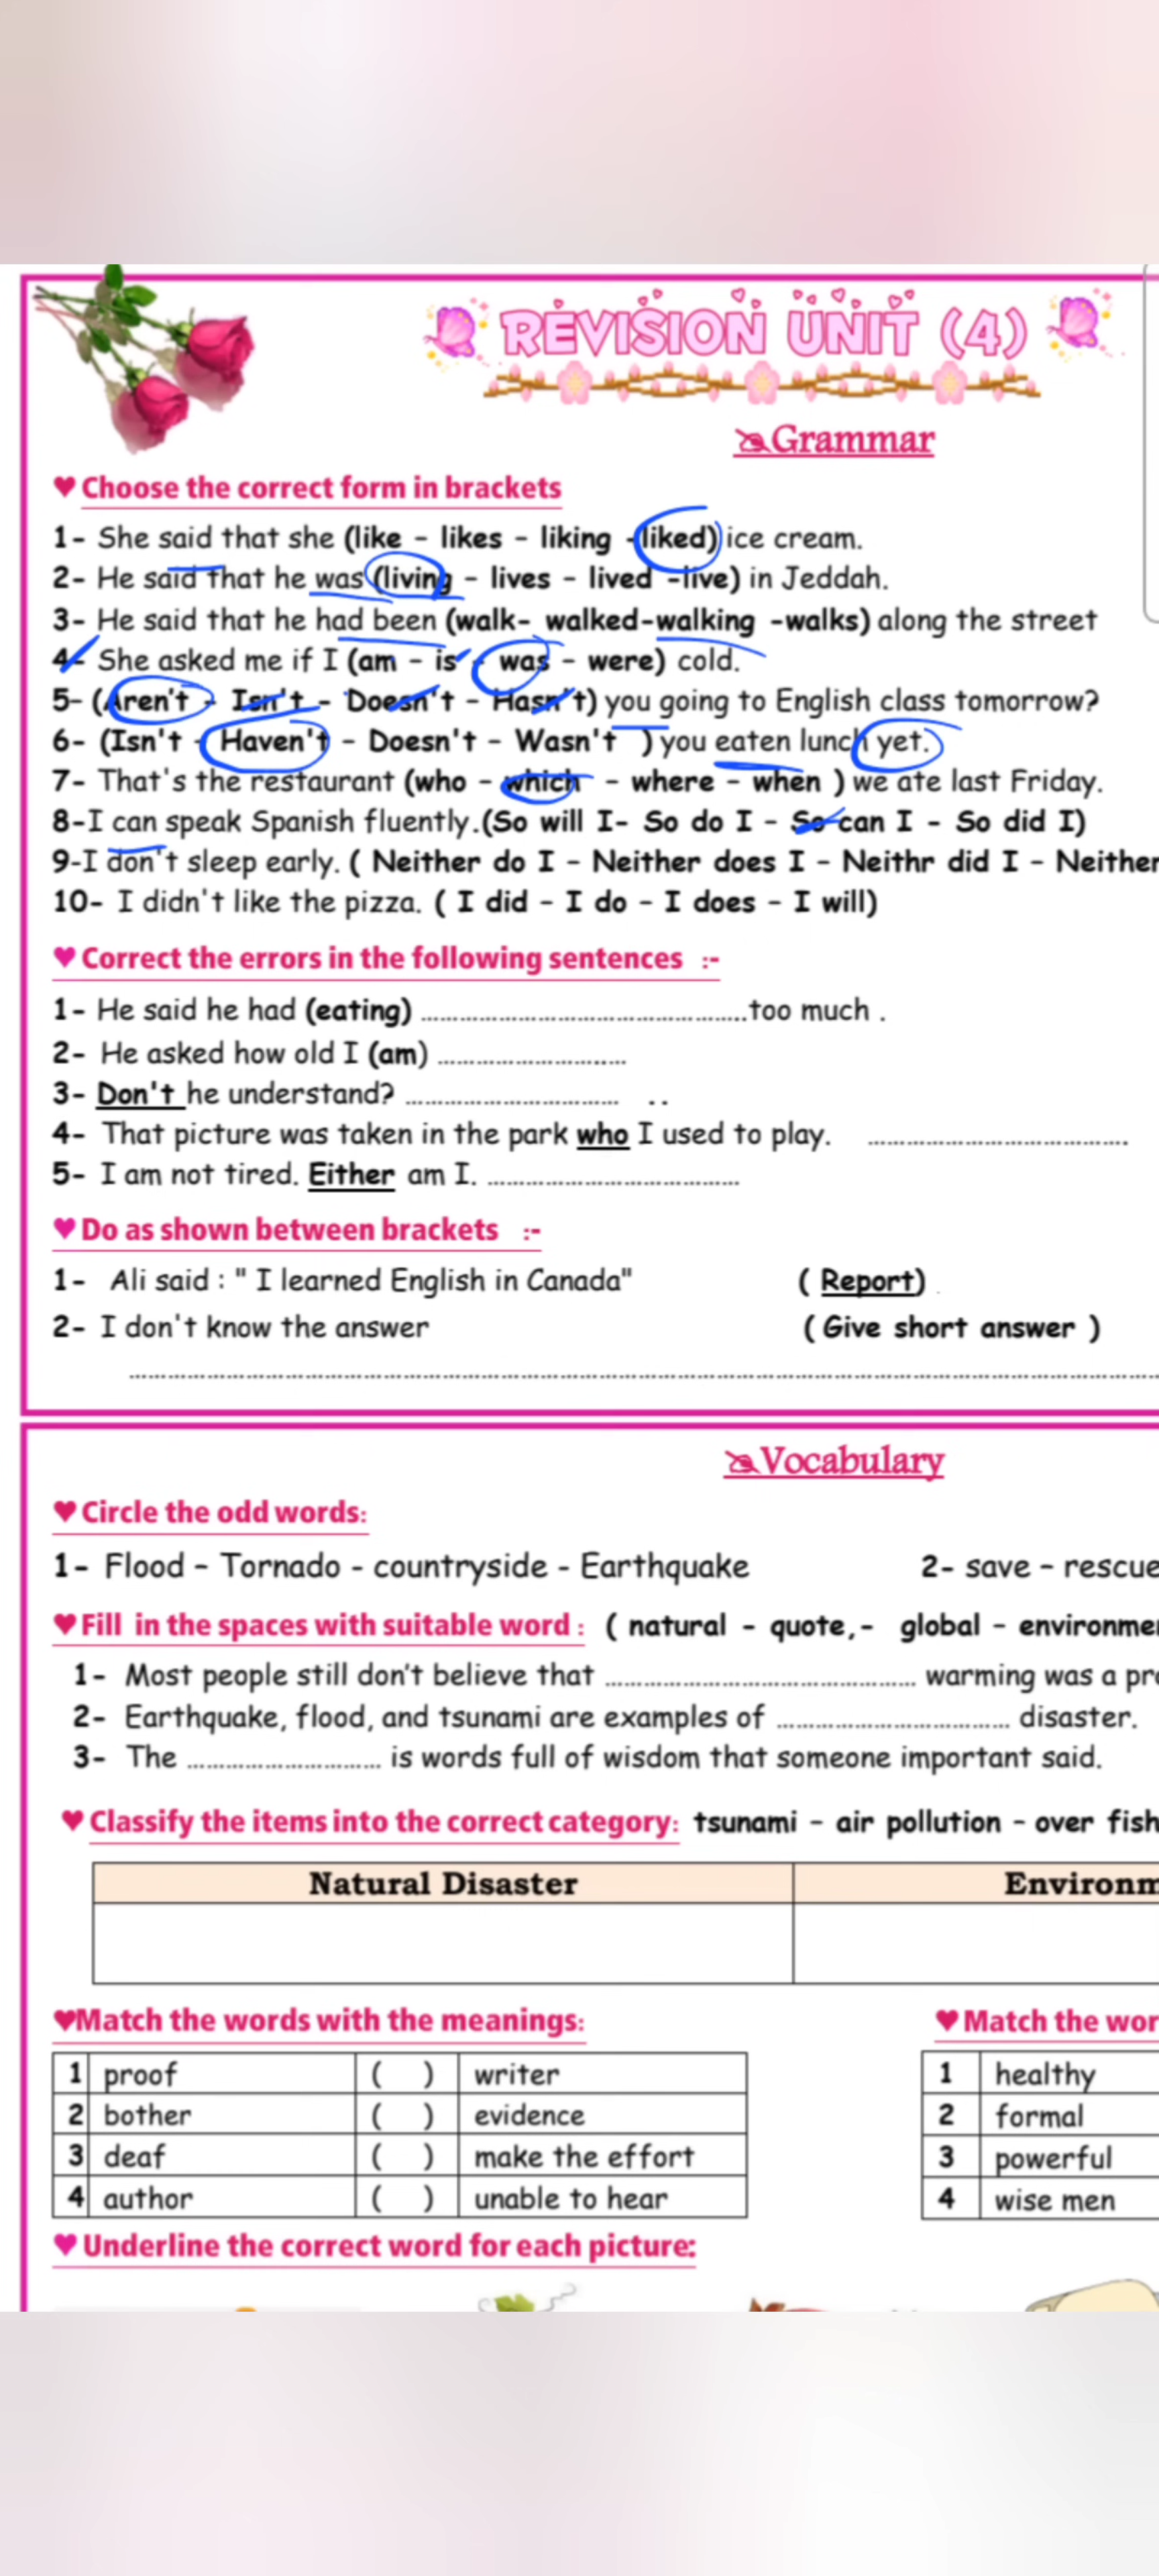 REVISION UNIT (4)
Grammar
Choose the correct form in brackets
1- She said that she (like - likes - liking - liked) ice cream.
2- He said that he was (living - lives - lived -live) in Jeddah.
3- He said that he had been (walk- walked-walking -walks) along the street
4- She asked me if I (am - is - was - were) cold.
5- (Aren't - Isn't - Doesn't - Hasn't) you going to English class tomorrow?
6- (Isn't - Haven't - Doesn't - Wasn't ) you eaten lunch yet.
7- That's the restaurant (who - which - where - when ) we ate last Friday.
8-I can speak Spanish fluently.(So will I- So do I - So can I - So did I)
9-I don't sleep early. ( Neither do I - Neither does I - Neithr did I - Neither
10- I didn't like the pizza. ( I did - I do - I does - I will)
Correct the errors in the following sentences :-
1- He said he had (eating) ........................................too much .
2- He asked how old I (am) ........................
3- Don't he understand? ........................... ..
4- That picture was taken in the park who I used to play. .................................
5- I am not tired. Either am I. ................................
Do as shown between brackets :-
1- Ali said : " I learned English in Canada" ( Report)
2- I don't know the answer ( Give short answer )
................................................................................
Vocabulary
Circle the odd words:
1- Flood - Tornado - countryside - Earthquake 2- save - rescue
Fill in the spaces with suitable word : ( natural - quote,- global - environme
1- Most people still don't believe that ........................................ warming was a pr
2- Earthquake, flood, and tsunami are examples of .............................. disaster.
3- The ......................... is words full of wisdom that someone important said.
Classify the items into the correct category: tsunami - air pollution - over fish
Natural Disaster Environm
Match the words with the meanings: Match the wor
1 proof ( ) writer 1 healthy
2 bother ( ) evidence 2 formal
3 deaf ( ) make the effort 3 powerful
4 author ( ) unable to hear 4 wise men
Underline the correct word for each picture: